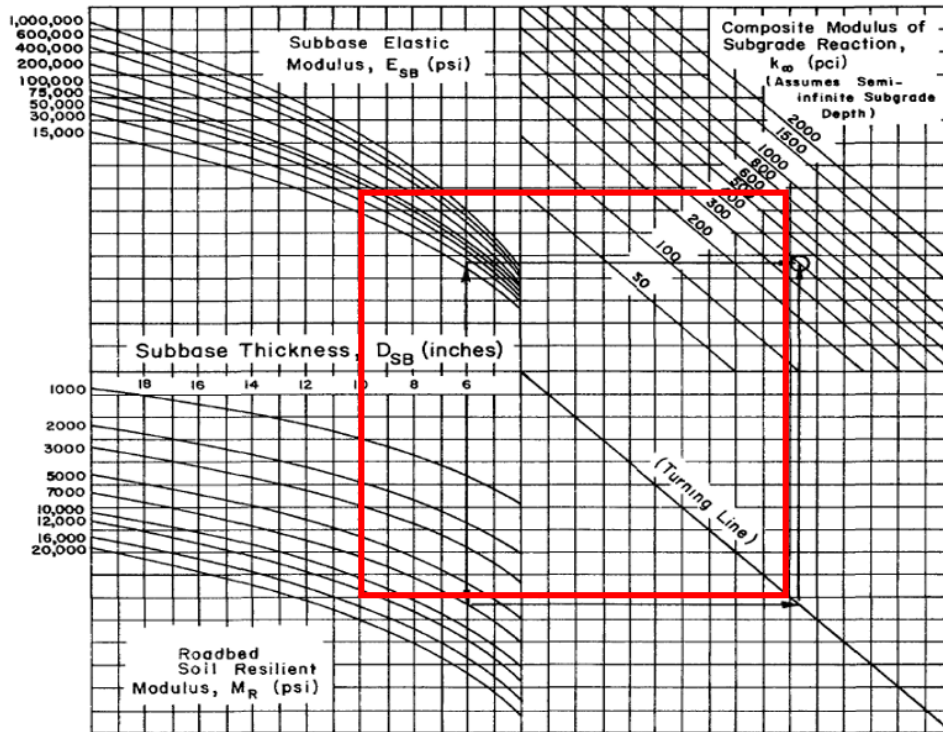 1,000,000
600,000
400,000
200,000
100,000
75,000
50,000
30,000
15,000
Subbase Elastic
Modulus, E_SB (psi)
Composite Modulus of
Subgrade Reaction,
k∞ (pci)
(Assumes Semi-
infinite Subgrade
Depth)
2000
1500
1000
800
600
300
200
100
50
Subbase Thickness, D_SB (inches)
18 16 14 12 10 8 6
1000
2000
3000
5000
7000
10,000
12,000
16,000
20,000
(Turning Line)
Roadbed
Soil Resilient
Modulus, M_R (psi)